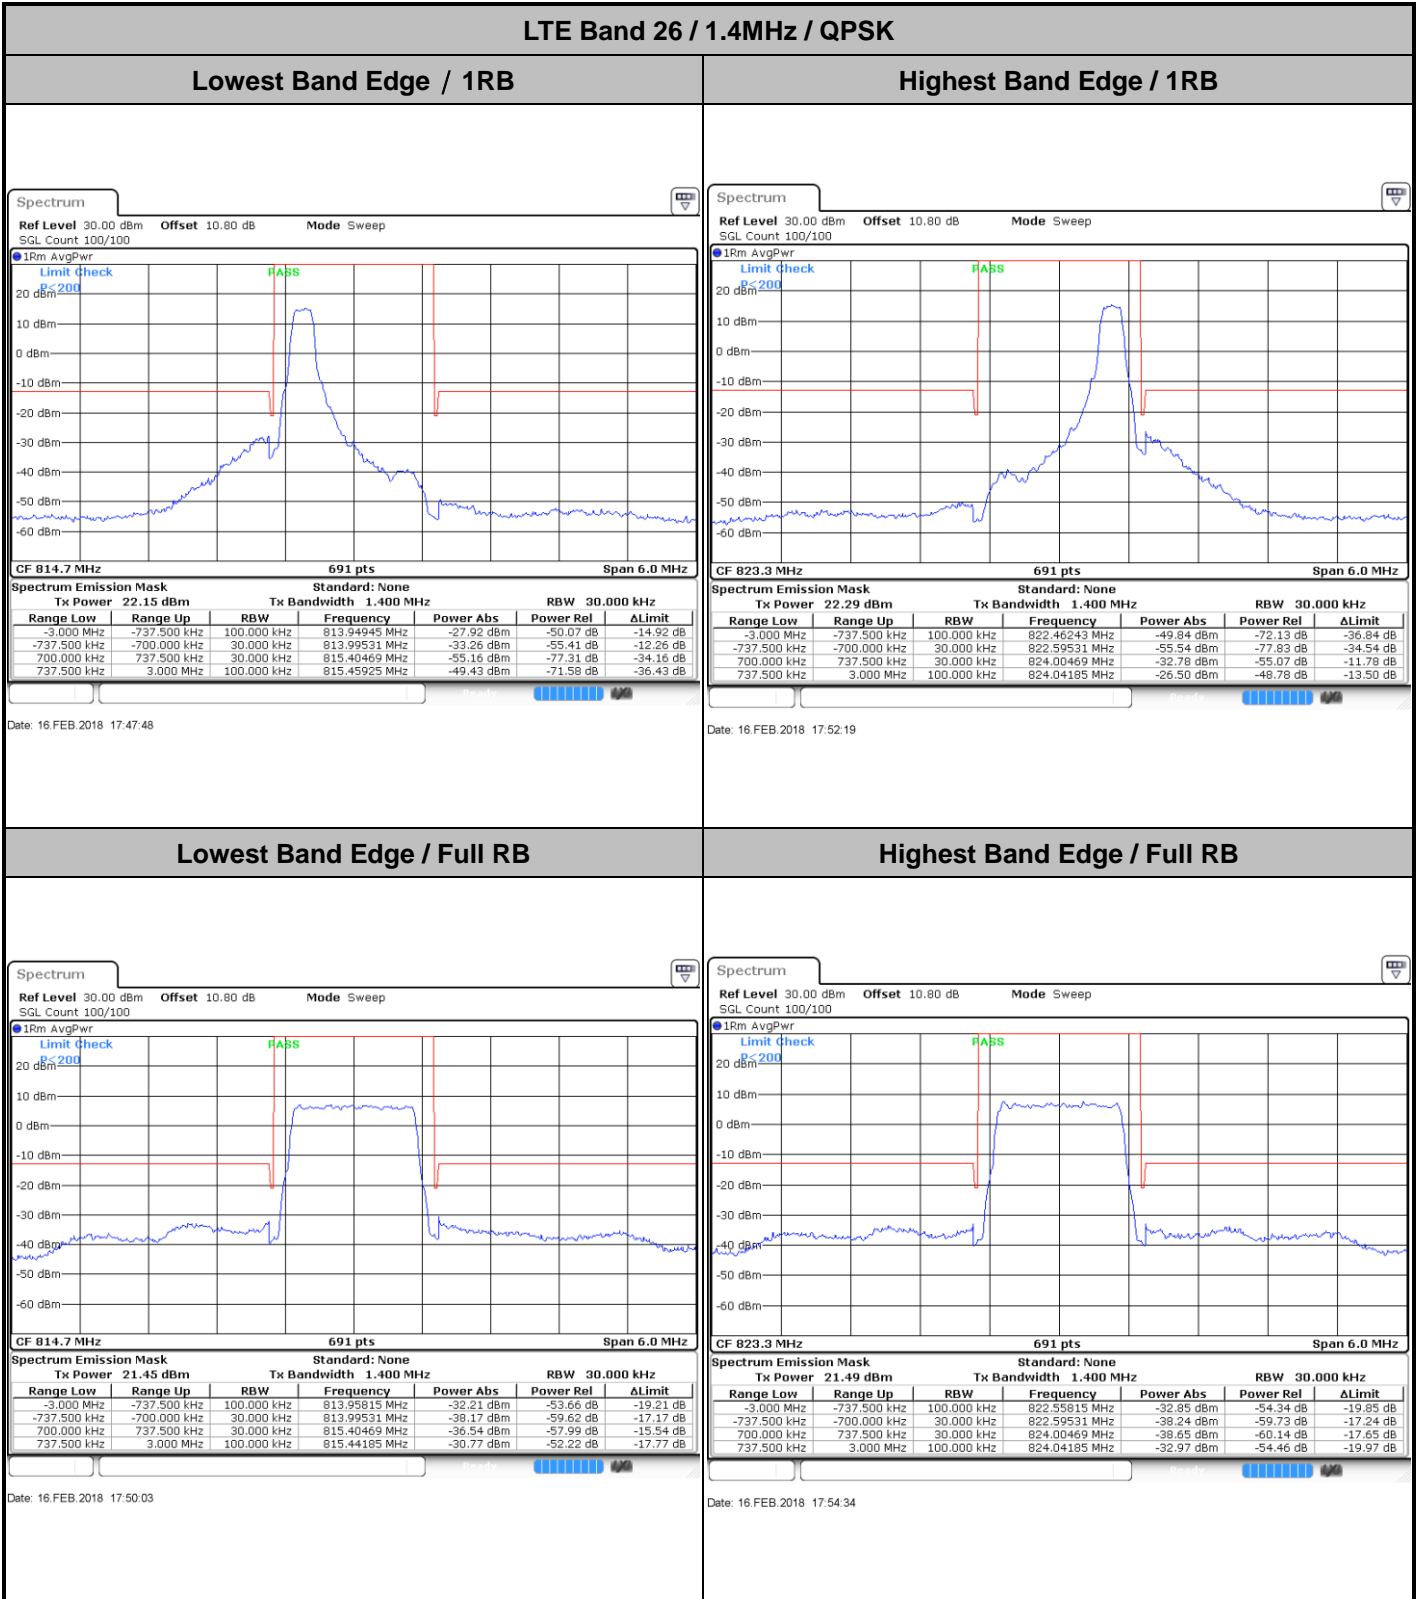 LTE Band 26 / 1.4MHz / QPSK
Lowest Band Edge / 1RB
Highest Band Edge / 1RB
Spectrum
Ref Level 30.00 dBm Offset 10.80 dB Mode Sweep
SGL Count 100/100
1Rm AvgPwr
Limit Check PASS
P<200
20 dBm
10 dBm
0 dBm
-10 dBm
-20 dBm
-30 dBm
-40 dBm
-50 dBm
-60 dBm
CF 814.7 MHz 691 pts Span 6.0 MHz
Spectrum Emission Mask Standard: None
Tx Power 22.15 dBm Tx Bandwidth 1.400 MHz RBW 30.000 kHz
Range Low Range Up RBW Frequency Power Abs Power Rel ΔLimit
-3.000 MHz -737.500 kHz 100.000 kHz 813.94945 MHz -27.92 dBm -50.07 dB -14.92 dB
-737.500 kHz -700.000 kHz 30.000 kHz 813.99531 MHz -33.26 dBm -55.41 dB -12.26 dB
700.000 kHz 737.500 kHz 30.000 kHz 815.40469 MHz -55.16 dBm -77.31 dB -34.16 dB
737.500 kHz 3.000 MHz 100.000 kHz 815.45925 MHz -49.43 dBm -71.58 dB -36.43 dB
Ready
Date: 16.FEB.2018 17:47:48
Spectrum
Ref Level 30.00 dBm Offset 10.80 dB Mode Sweep
SGL Count 100/100
1Rm AvgPwr
Limit Check PASS
P<200
20 dBm
10 dBm
0 dBm
-10 dBm
-20 dBm
-30 dBm
-40 dBm
-50 dBm
-60 dBm
CF 823.3 MHz 691 pts Span 6.0 MHz
Spectrum Emission Mask Standard: None
Tx Power 22.29 dBm Tx Bandwidth 1.400 MHz RBW 30.000 kHz
Range Low Range Up RBW Frequency Power Abs Power Rel ΔLimit
-3.000 MHz -737.500 kHz 100.000 kHz 822.46243 MHz -49.84 dBm -72.13 dB -36.84 dB
-737.500 kHz -700.000 kHz 30.000 kHz 822.59531 MHz -55.54 dBm -77.83 dB -34.54 dB
700.000 kHz 737.500 kHz 30.000 kHz 824.00469 MHz -32.78 dBm -55.07 dB -11.78 dB
737.500 kHz 3.000 MHz 100.000 kHz 824.04185 MHz -26.50 dBm -48.78 dB -13.50 dB
Ready
Date: 16.FEB.2018 17:52:19
Lowest Band Edge / Full RB
Highest Band Edge / Full RB
Spectrum
Ref Level 30.00 dBm Offset 10.80 dB Mode Sweep
SGL Count 100/100
1Rm AvgPwr
Limit Check PASS
P<200
20 dBm
10 dBm
0 dBm
-10 dBm
-20 dBm
-30 dBm
-40 dBm
-50 dBm
-60 dBm
CF 814.7 MHz 691 pts Span 6.0 MHz
Spectrum Emission Mask Standard: None
Tx Power 21.45 dBm Tx Bandwidth 1.400 MHz RBW 30.000 kHz
Range Low Range Up RBW Frequency Power Abs Power Rel ΔLimit
-3.000 MHz -737.500 kHz 100.000 kHz 813.95815 MHz -32.21 dBm -53.66 dB -19.21 dB
-737.500 kHz -700.000 kHz 30.000 kHz 813.99531 MHz -38.17 dBm -59.62 dB -17.17 dB
700.000 kHz 737.500 kHz 30.000 kHz 815.40469 MHz -36.54 dBm -57.99 dB -15.54 dB
737.500 kHz 3.000 MHz 100.000 kHz 815.44185 MHz -30.77 dBm -52.22 dB -17.77 dB
Ready
Date: 16.FEB.2018 17:50:03
Spectrum
Ref Level 30.00 dBm Offset 10.80 dB Mode Sweep
SGL Count 100/100
1Rm AvgPwr
Limit Check PASS
P<200
20 dBm
10 dBm
0 dBm
-10 dBm
-20 dBm
-30 dBm
-40 dBm
-50 dBm
-60 dBm
CF 823.3 MHz 691 pts Span 6.0 MHz
Spectrum Emission Mask Standard: None
Tx Power 21.49 dBm Tx Bandwidth 1.400 MHz RBW 30.000 kHz
Range Low Range Up RBW Frequency Power Abs Power Rel ΔLimit
-3.000 MHz -737.500 kHz 100.000 kHz 822.55815 MHz -32.85 dBm -54.34 dB -19.85 dB
-737.500 kHz -700.000 kHz 30.000 kHz 822.59531 MHz -38.24 dBm -59.73 dB -17.24 dB
700.000 kHz 737.500 kHz 30.000 kHz 824.00469 MHz -38.65 dBm -60.14 dB -17.65 dB
737.500 kHz 3.000 MHz 100.000 kHz 824.04185 MHz -32.97 dBm -54.46 dB -19.97 dB
Ready
Date: 16.FEB.2018 17:54:34